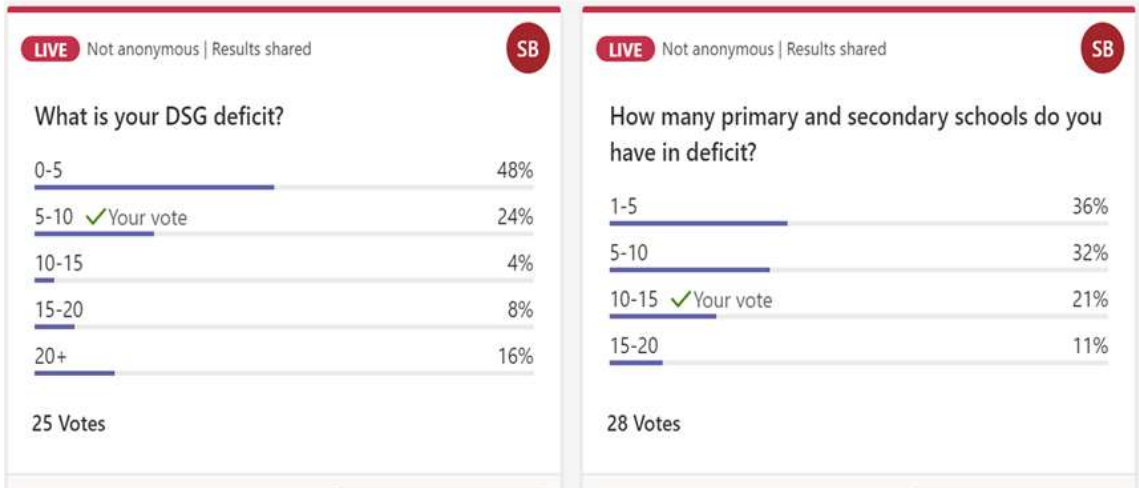 LIVE Not anonymous | Results shared SB
What is your DSG deficit?
0-5 48%
5-10 Your vote 24%
10-15 4%
15-20 8%
20+ 16%
25 Votes
LIVE Not anonymous | Results shared SB
How many primary and secondary schools do you
have in deficit?
1-5 36%
5-10 32%
10-15 Your vote 21%
15-20 11%
28 Votes